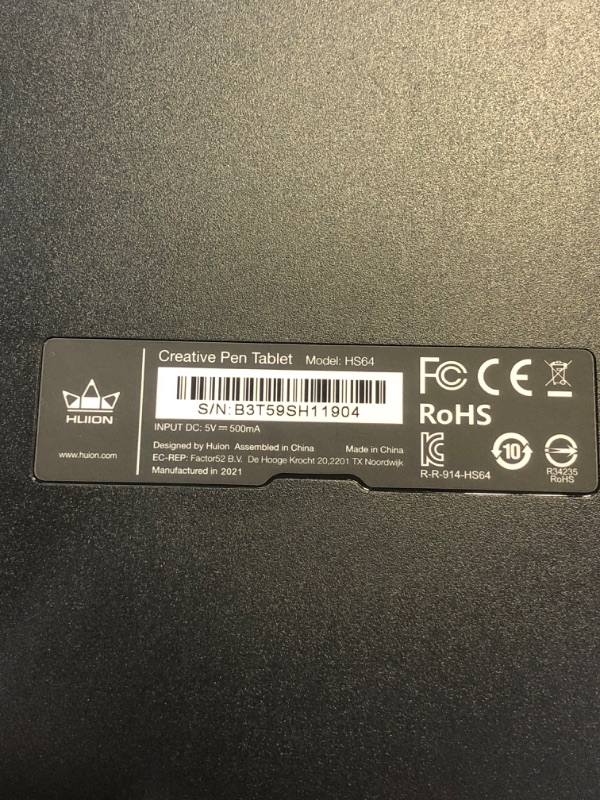 Creative Pen Tablet Model: HS64
HUION
www.huion.com
S/N:B3T59SH11904
INPUT DC: 5V⎓500mA
Designed by Huion Assembled in China Made in China
EC-REP: Factor52 B.V. De Hooge Krocht 20,2201 TX Noordwijk
Manufactured in 2021
FC CE
RoHS
R-R-914-HS64
10
R34235
RoHS